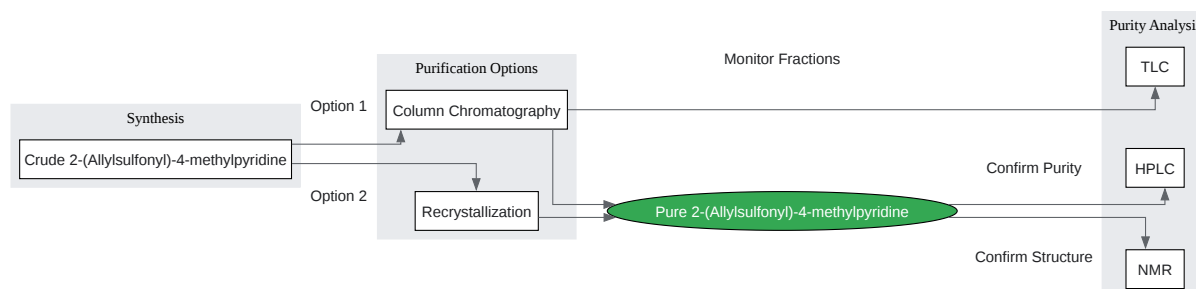 Purity Analysi
Monitor Fractions
TLC
Purification Options
Option 1
Column Chromatography
Synthesis
Crude 2-(Allylsulfonyl)-4-methylpyridine
Confirm Purity
HPLC
Option 2
Recrystallization
Pure 2-(Allylsulfonyl)-4-methylpyridine
Confirm Structure
NMR